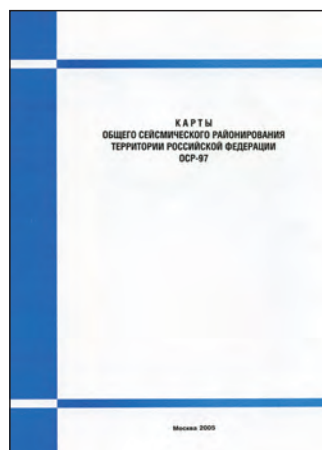 КАРТЫ
ОБЩЕГО СЕЙСМИЧЕСКОГО РАЙОНИРОВАНИЯ
ТЕРРИТОРИИ РОССИЙСКОЙ ФЕДЕРАЦИИ
ОСР-97
Москва 2005